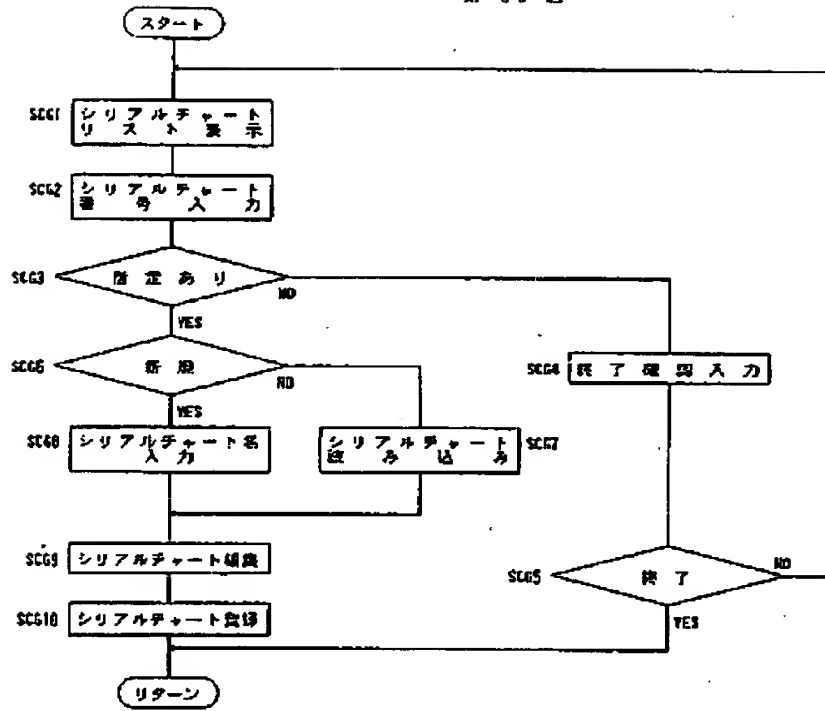 スタート
SCG1 シリアルチャート
リスト表示
SCG2 シリアルチャート
番号入力
SCG3 指定あり
NO
YES
SCG6 新規
NO
YES
SCG4 終了確認入力
SCG8 シリアルチャート名
入力
シリアルチャート SCG7
読み込み
SCG9 シリアルチャート編集
SCG5 終了
NO
YES
SCG10 シリアルチャート登録
リターン